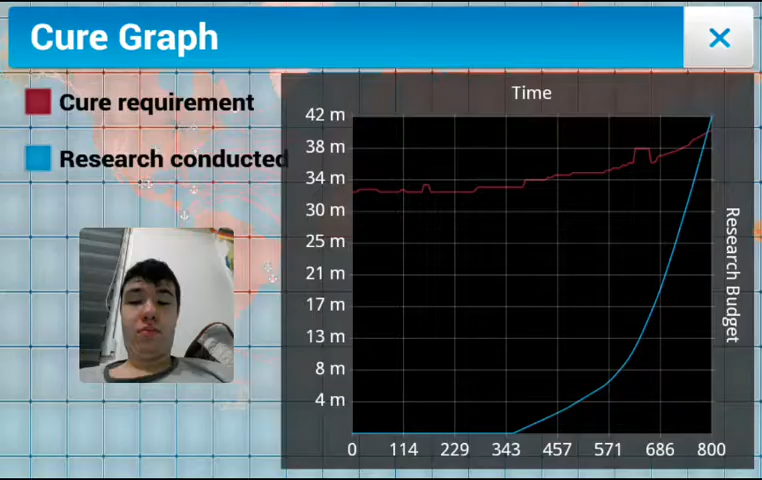 Cure Graph
×
Cure requirement
Research conducted
Time
42 m
38 m
34 m
30 m
25 m
21 m
17 m
13 m
8 m
4 m
0 114 229 343 457 571 686 800
Research Budget